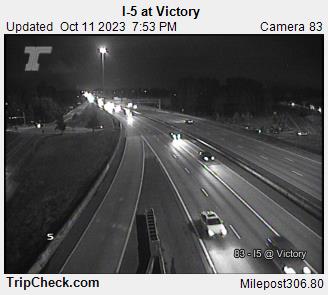 I-5 at Victory
Updated Oct 11 2023 7:53 PM Camera 83
T
S
83 - I5 @ Victory
TripCheck.com Milepost306.80